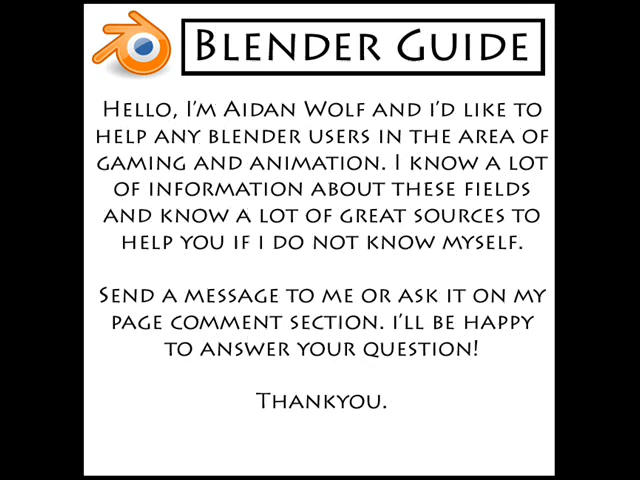 Blender Guide
Hello, I'm Aidan Wolf and i'd like to
help any blender users in the area of
gaming and animation. I know a lot
of information about these fields
and know a lot of great sources to
help you if i do not know myself.
Send a message to me or ask it on my
page comment section. i'll be happy
to answer your question!
Thankyou.